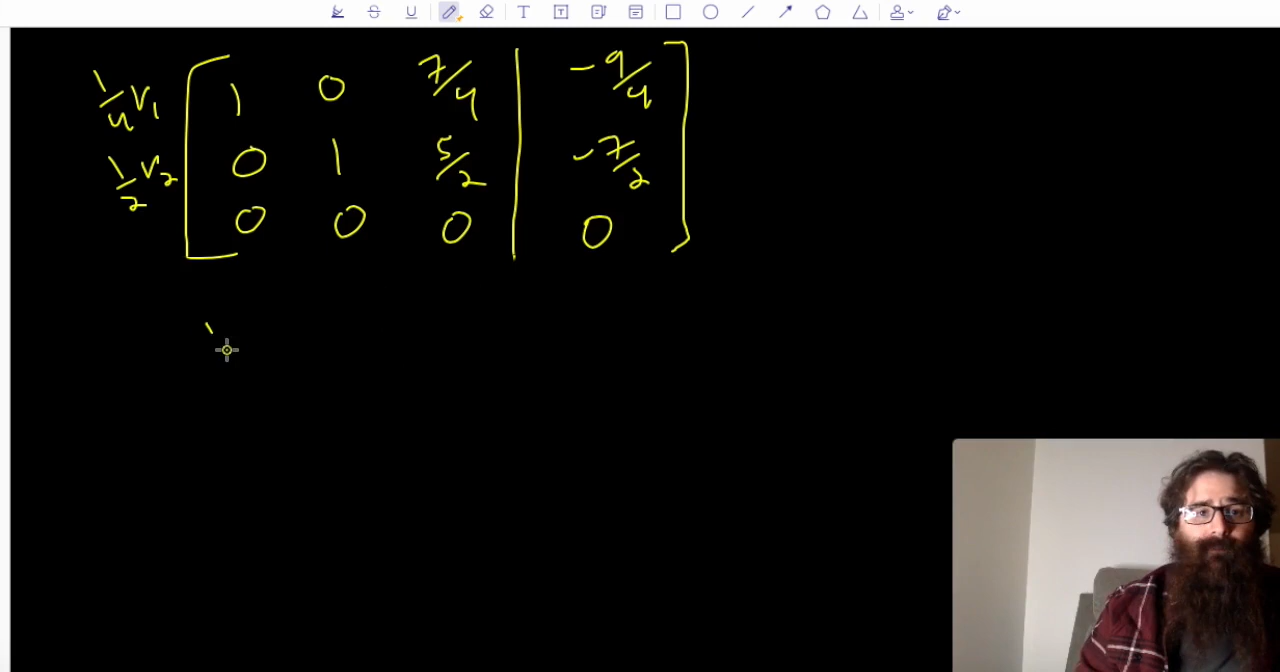 1/4 r₁ [ 1 0 7/4 | -9/4 ]
1/2 r₂ [ 0 1 5/2 | -7/2 ]
[ 0 0 0 | 0 ]